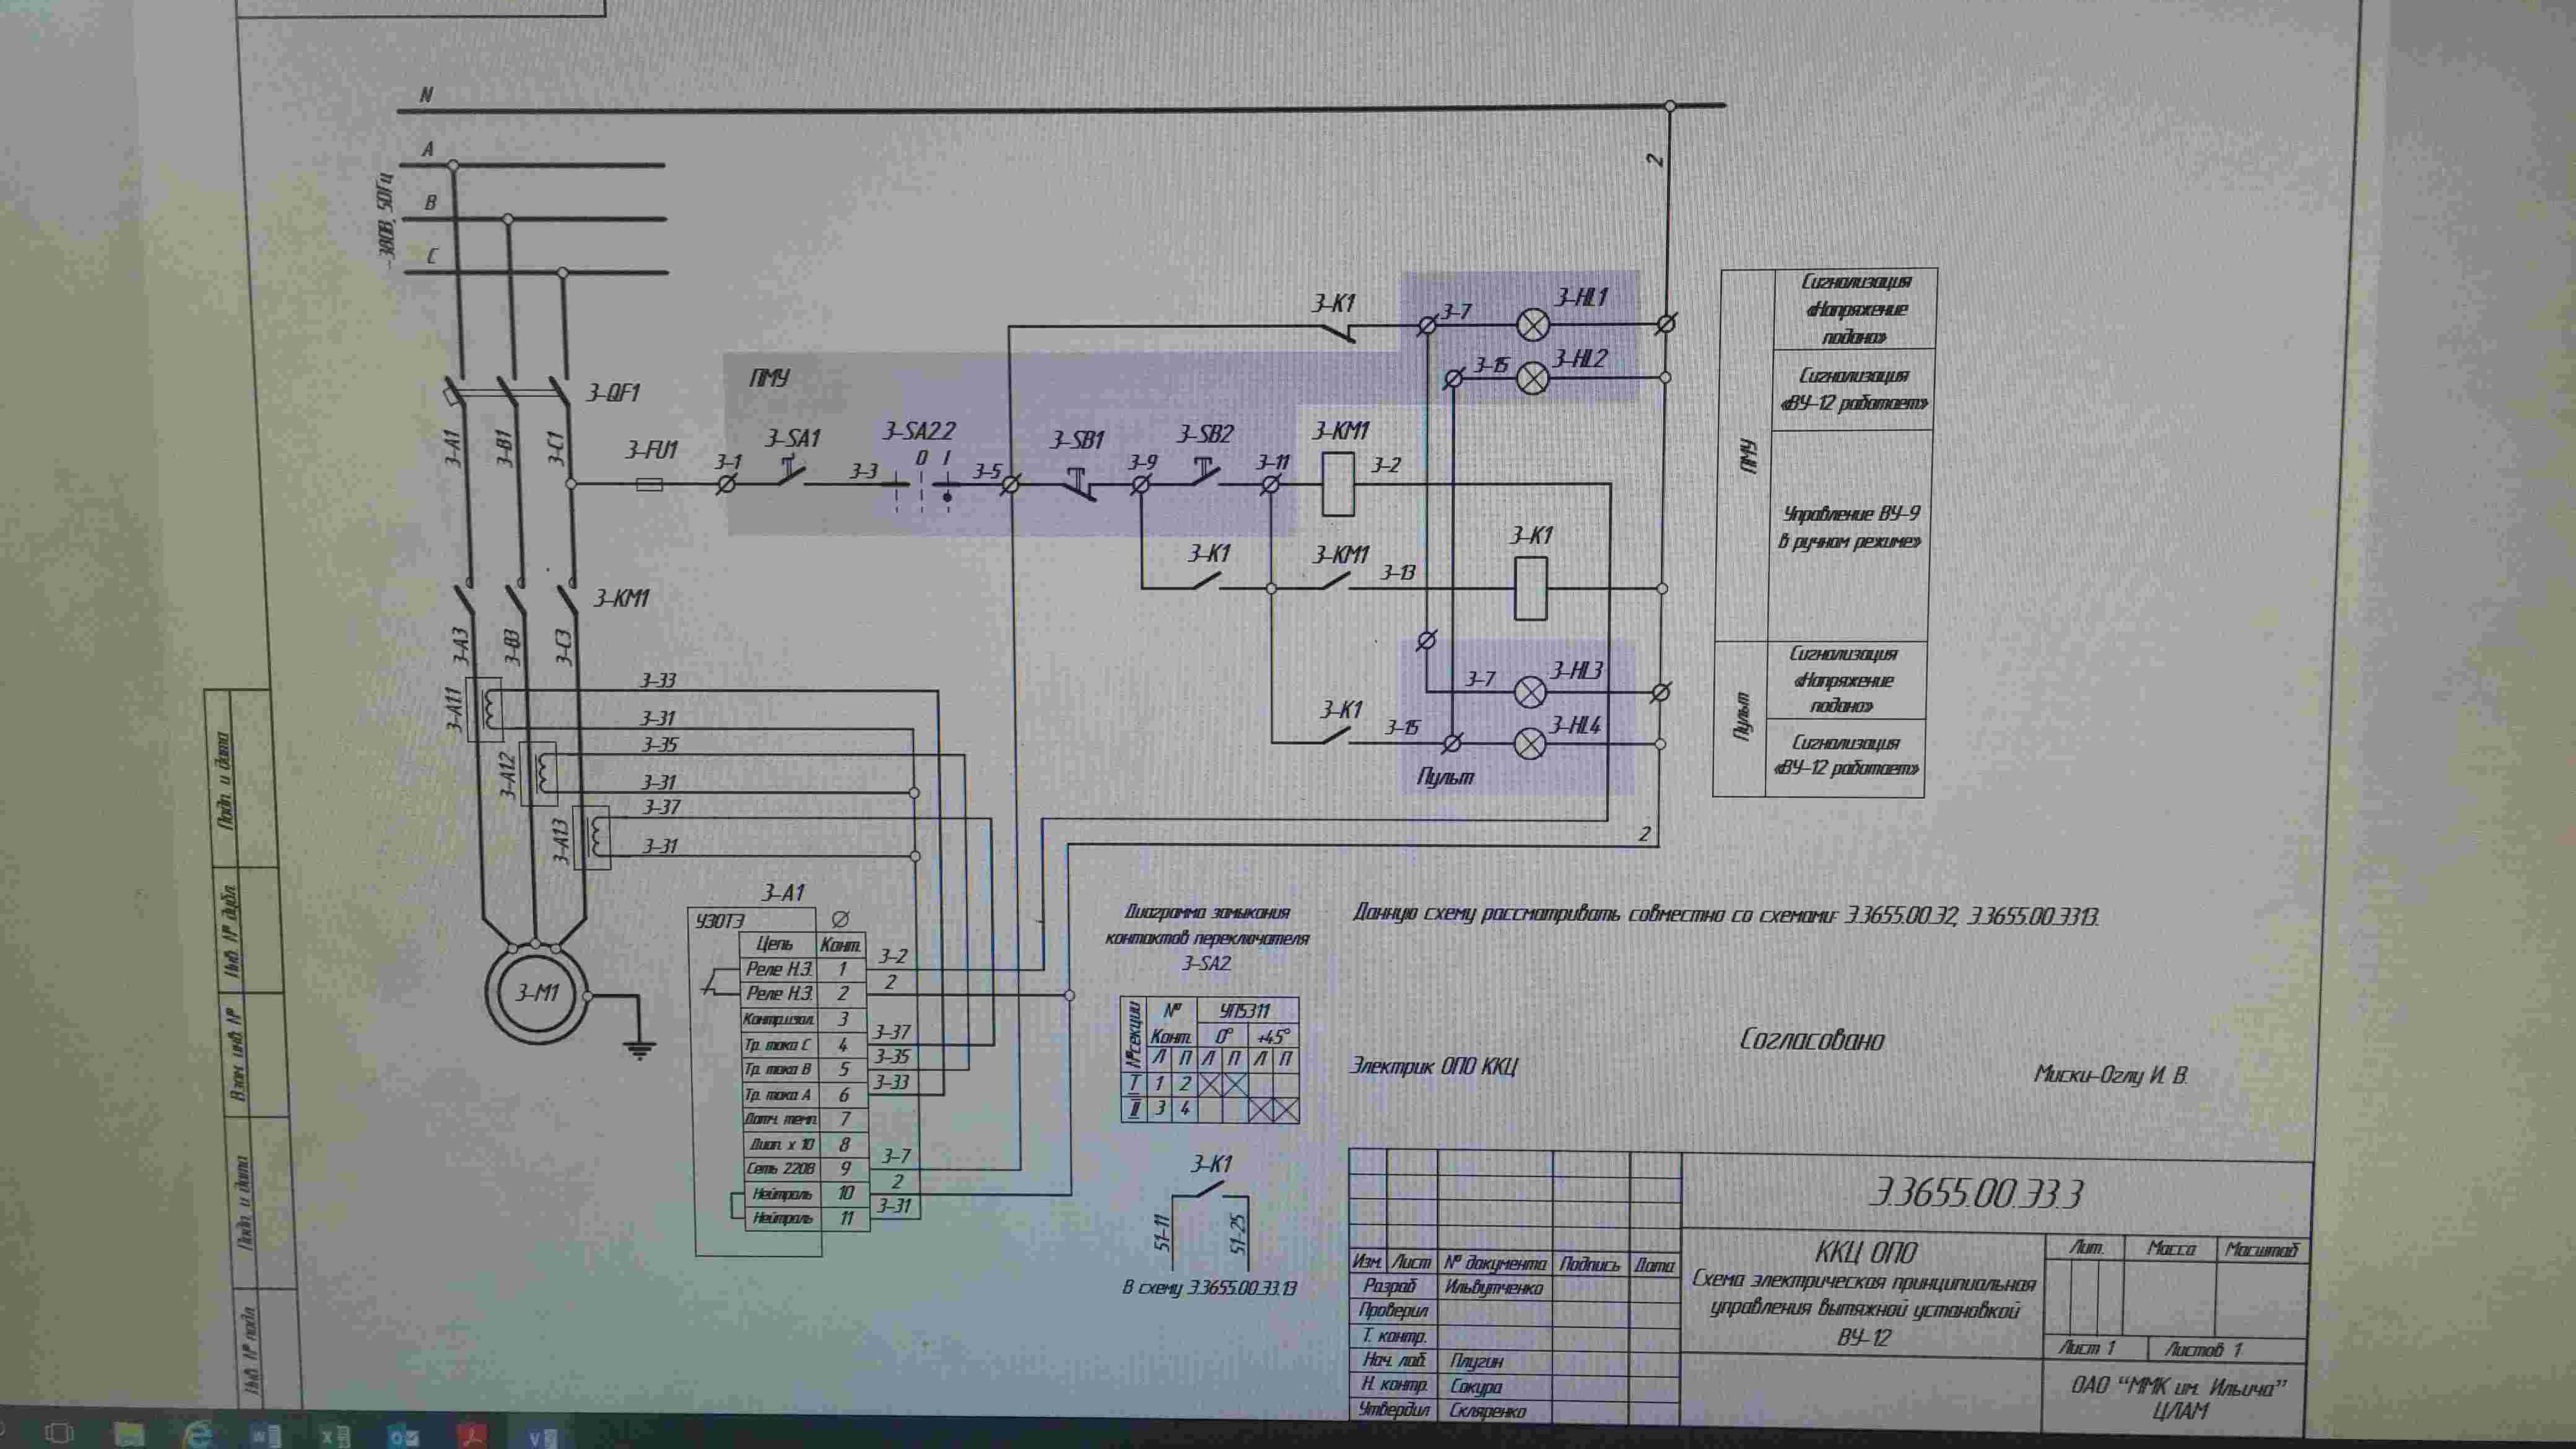 N
A
B
C
~380В, 50Гц
3-QF1
3-A1
3-B1
3-C1
3-FU1
3-1
ПМУ
3-SA1
3-3
3-SA2.2
0 1
3-5
3-SB1
3-9
3-SB2
3-11
3-KM1
3-2
3-K1
3-7
3-HL1
3-15
3-HL2
2
3-K1
3-KM1
3-13
3-K1
3-7
3-HL3
3-K1
3-15
3-HL4
Пульт
2
3-KM1
3-A3
3-B3
3-C3
3-A11
3-33
3-31
3-A12
3-35
3-31
3-A13
3-37
3-31
3-M1
ПМУ
Сигнализация
«Напряжение
подано»
Сигнализация
«ВУ-12 работает»
Управление ВУ-9
в ручном режиме»
Пульт
Сигнализация
«Напряжение
подано»
Сигнализация
«ВУ-12 работает»
3-A1
УЗОТЭ
Цепь Конт.
Реле Н.З. 1 3-2
Реле Н.З. 2 2
Контр.изол. 3
Тр. тока С 4 3-37
Тр. тока В 5 3-35
Тр. тока А 6 3-33
Датч. темп. 7
Диап. х 10 8
Сеть 220В 9 3-7
Нейтраль 10 2
Нейтраль 11 3-31
Диаграмма замыкания
контактов переключателя
3-SA2
№ секции
№ Конт.
УП5311
0° +45°
Л П Л П Л П
I 1 2
II 3 4
3-K1
51-11
51-25
В схему Э.3655.00.33.13
Данную схему рассматривать совместно со схемами: Э.3655.00.32, Э.3655.00.33.13.
Согласовано
Электрик ОПО ККЦ
Миски-Оглу И. В.
Э.3655.00.33.3
ККЦ ОПО
Схема электрическая принципиальная
управления вытяжной установкой
ВУ-12
Лит. Масса Масштаб
Лист 1 Листов 1
ОАО “ММК им. Ильича”
ЦЛАМ
Изм. Лист № документа Подпись Дата
Разраб Ильвутченко
Проверил
Т. контр.
Нач. лаб. Плугин
Н. контр. Сокура
Утвердил Скляренко
Подп. и дата
Инв. № дубл.
Взам. инв. №
Подп. и дата
Инв. № подл.